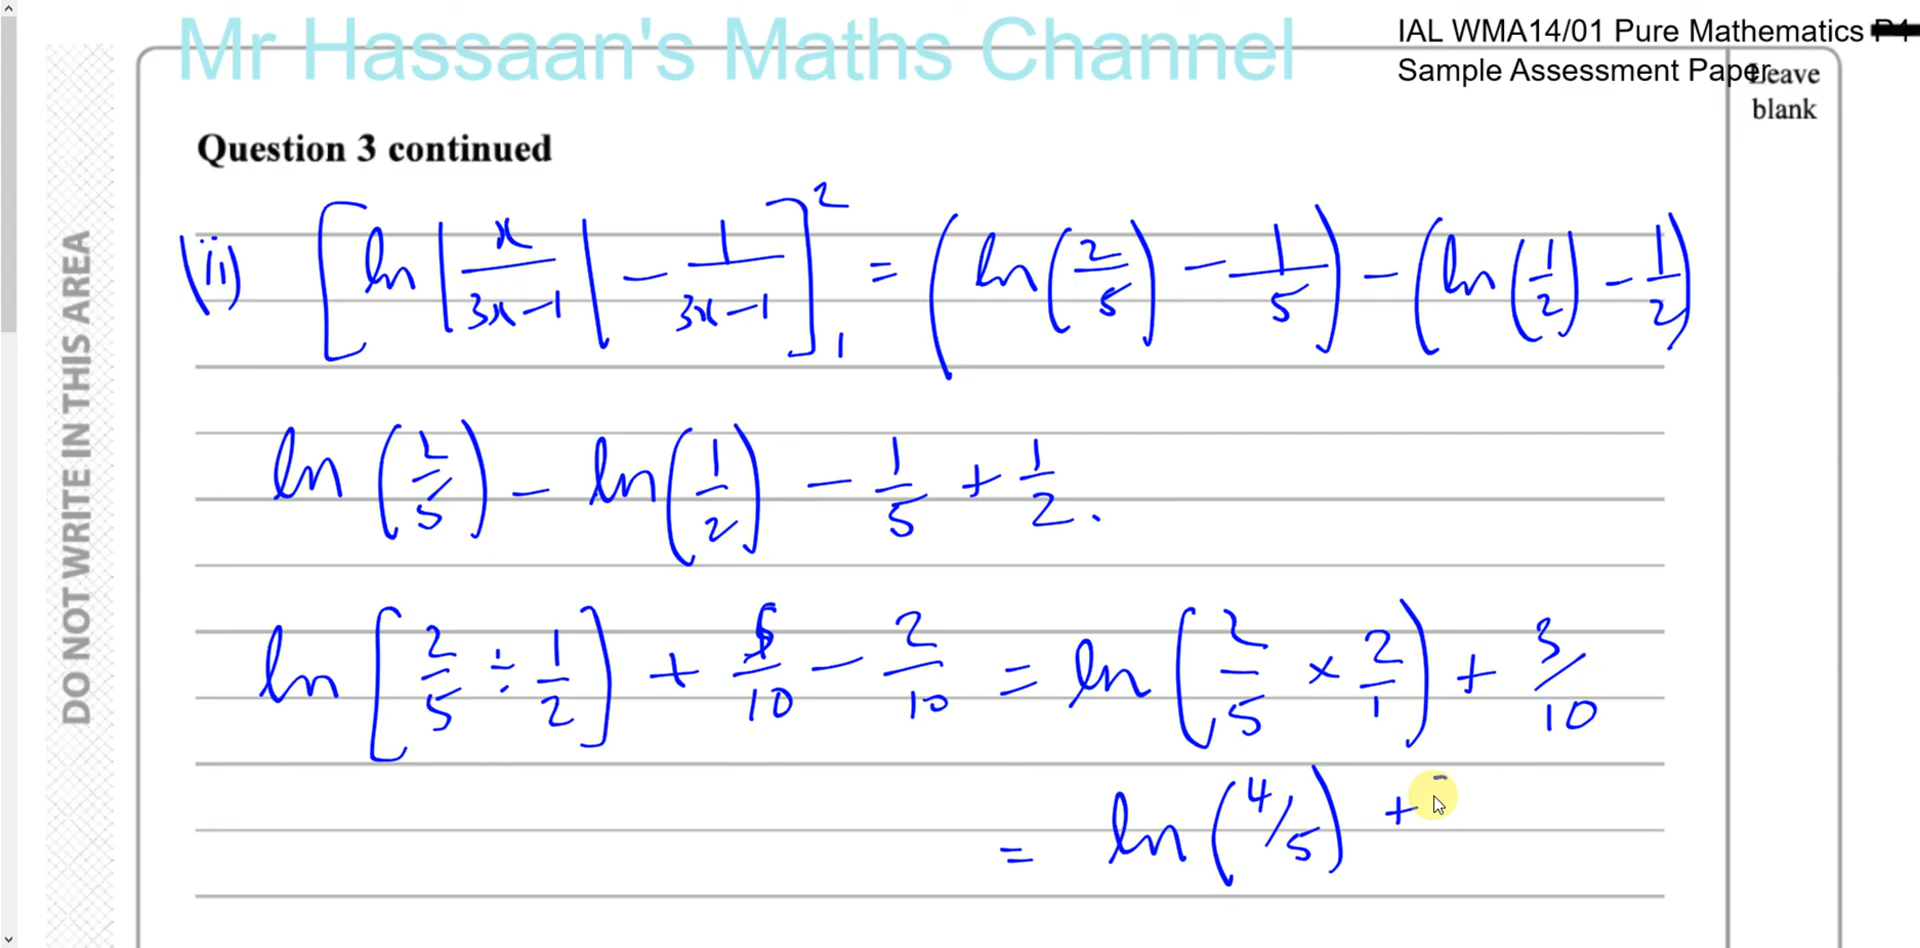 Mr Hassaan's Maths Channel
IAL WMA14/01 Pure Mathematics
Sample Assessment Paper
Leave
blank
DO NOT WRITE IN THIS AREA
Question 3 continued
(ii) [ln|x/(3x-1)| - 1/(3x-1)]²₁ = (ln(2/5) - 1/5) - (ln(1/2) - 1/2)
ln(2/5) - ln(1/2) - 1/5 + 1/2.
ln[2/5 ÷ 1/2] + 5/10 - 2/10 = ln(2/5 × 2/1) + 3/10
= ln(4/5) +